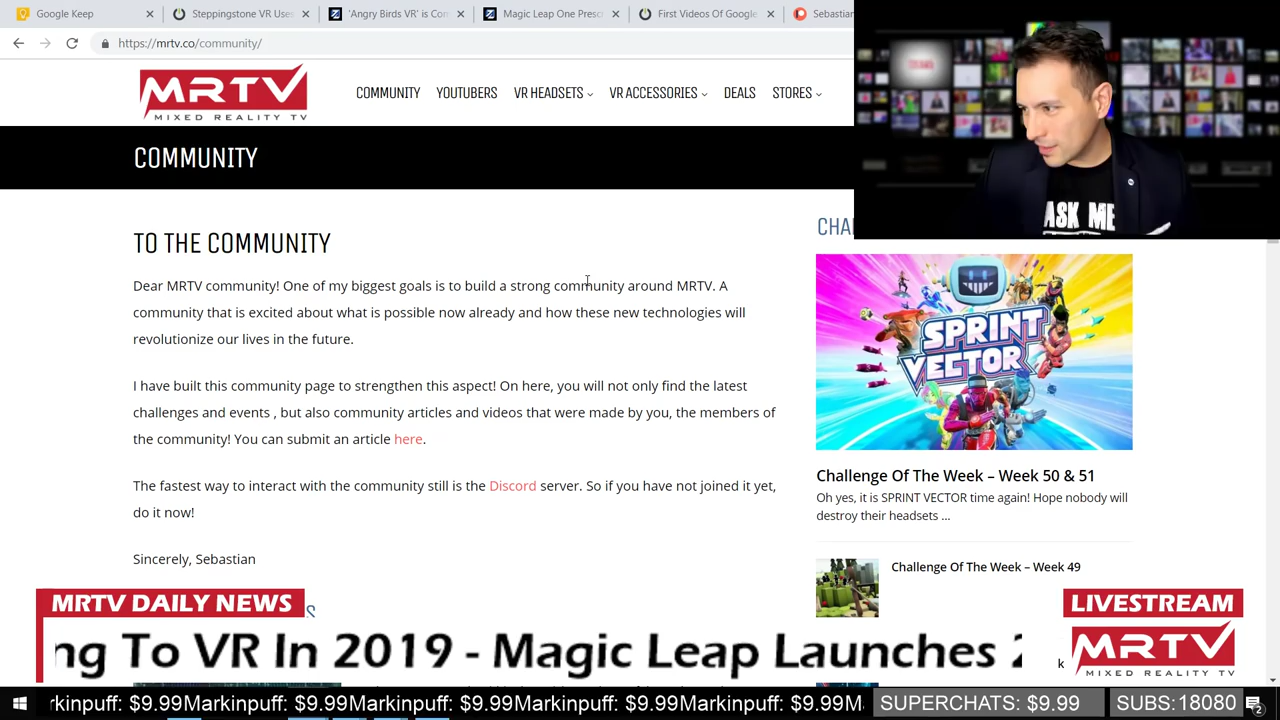 Google Keep
Steppingstone VR Uses
'Angry Birds VR' is Con
Magic Leap One Presc
First Videos Of Google
Sebastian
https://mrtv.co/community/
MRTV
MIXED REALITY TV
COMMUNITY YOUTUBERS VR HEADSETS VR ACCESSORIES DEALS STORES
ASK ME
COMMUNITY
TO THE COMMUNITY
Dear MRTV community! One of my biggest goals is to build a strong community around MRTV. A
community that is excited about what is possible now already and how these new technologies will
revolutionize our lives in the future.
I have built this community page to strengthen this aspect! On here, you will not only find the latest
challenges and events , but also community articles and videos that were made by you, the members of
the community! You can submit an article here.
The fastest way to interact with the community still is the Discord server. So if you have not joined it yet,
do it now!
Sincerely, Sebastian
CHA
SPRINT
VECTOR
Challenge Of The Week – Week 50 & 51
Oh yes, it is SPRINT VECTOR time again! Hope nobody will
destroy their headsets ...
Challenge Of The Week – Week 49
MRTV DAILY NEWS
S
ng To VR In 2019 - Magic Leap Launches 2
k
LIVESTREAM
MRTV
MIXED REALITY TV
rkinpuff: $9.99Markinpuff: $9.99Markinpuff: $9.99Markinpuff: $9.99Markinpuff: $9.99M
SUPERCHATS: $9.99
SUBS:18080
2